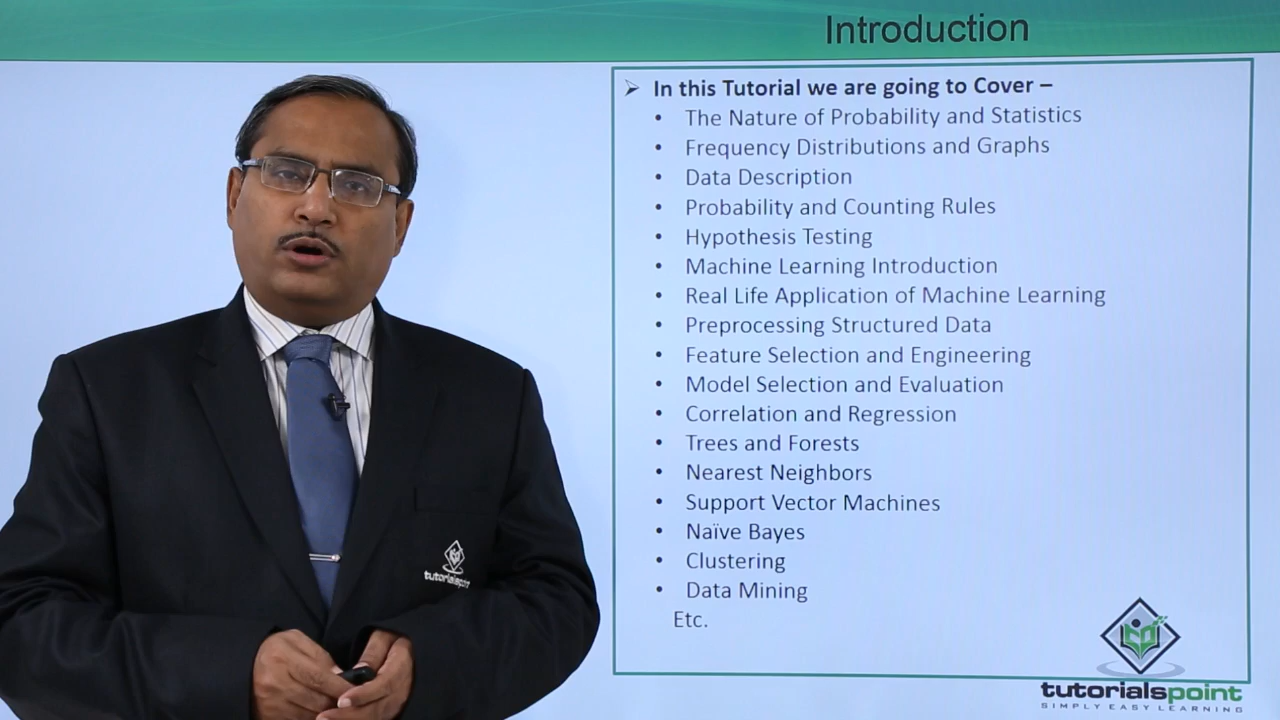 Introduction
➢ In this Tutorial we are going to Cover –
• The Nature of Probability and Statistics
• Frequency Distributions and Graphs
• Data Description
• Probability and Counting Rules
• Hypothesis Testing
• Machine Learning Introduction
• Real Life Application of Machine Learning
• Preprocessing Structured Data
• Feature Selection and Engineering
• Model Selection and Evaluation
• Correlation and Regression
• Trees and Forests
• Nearest Neighbors
• Support Vector Machines
• Naïve Bayes
• Clustering
• Data Mining
Etc.
tutorialspoint
tutorialspoint
SIMPLY EASY LEARNING